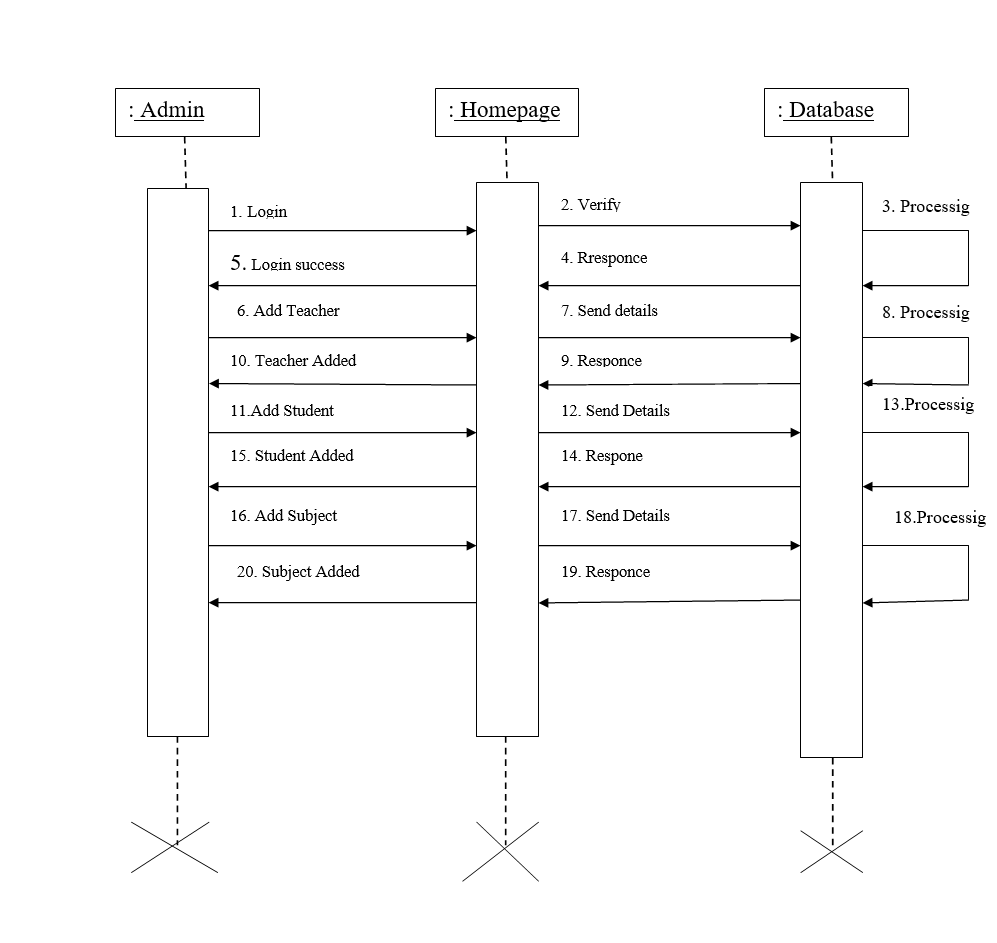 : Admin
: Homepage
: Database
1. Login
2. Verify
3. Processig
5. Login success
4. Rresponce
6. Add Teacher
7. Send details
8. Processig
10. Teacher Added
9. Responce
11.Add Student
12. Send Details
13.Processig
15. Student Added
14. Respone
16. Add Subject
17. Send Details
18.Processig
20. Subject Added
19. Responce